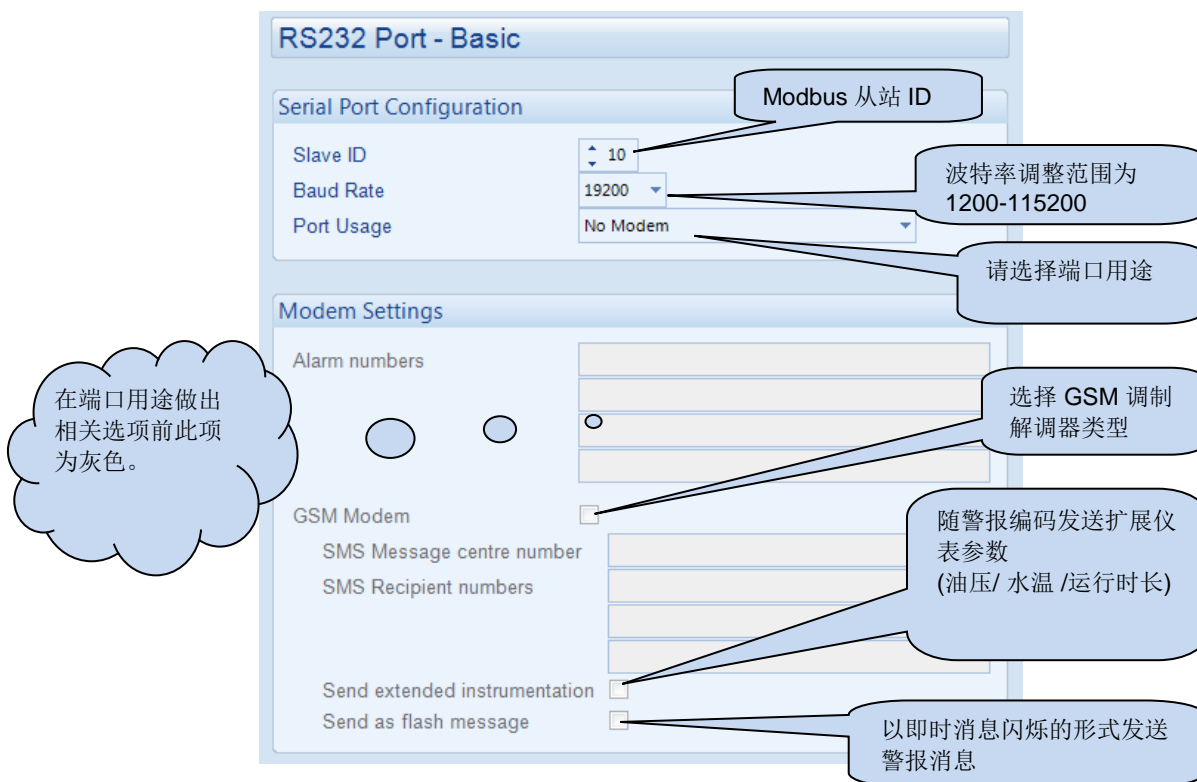 RS232 Port - Basic
Serial Port Configuration
Modbus 从站 ID
Slave ID
10
Baud Rate
19200
波特率调整范围为
1200-115200
Port Usage
No Modem
请选择端口用途
Modem Settings
Alarm numbers
在端口用途做出
相关选项前此项
为灰色。
选择 GSM 调制
解调器类型
GSM Modem
SMS Message centre number
SMS Recipient numbers
随警报编码发送扩展仪
表参数
(油压/ 水温 /运行时长)
Send extended instrumentation
Send as flash message
以即时消息闪烁的形式发送
警报消息